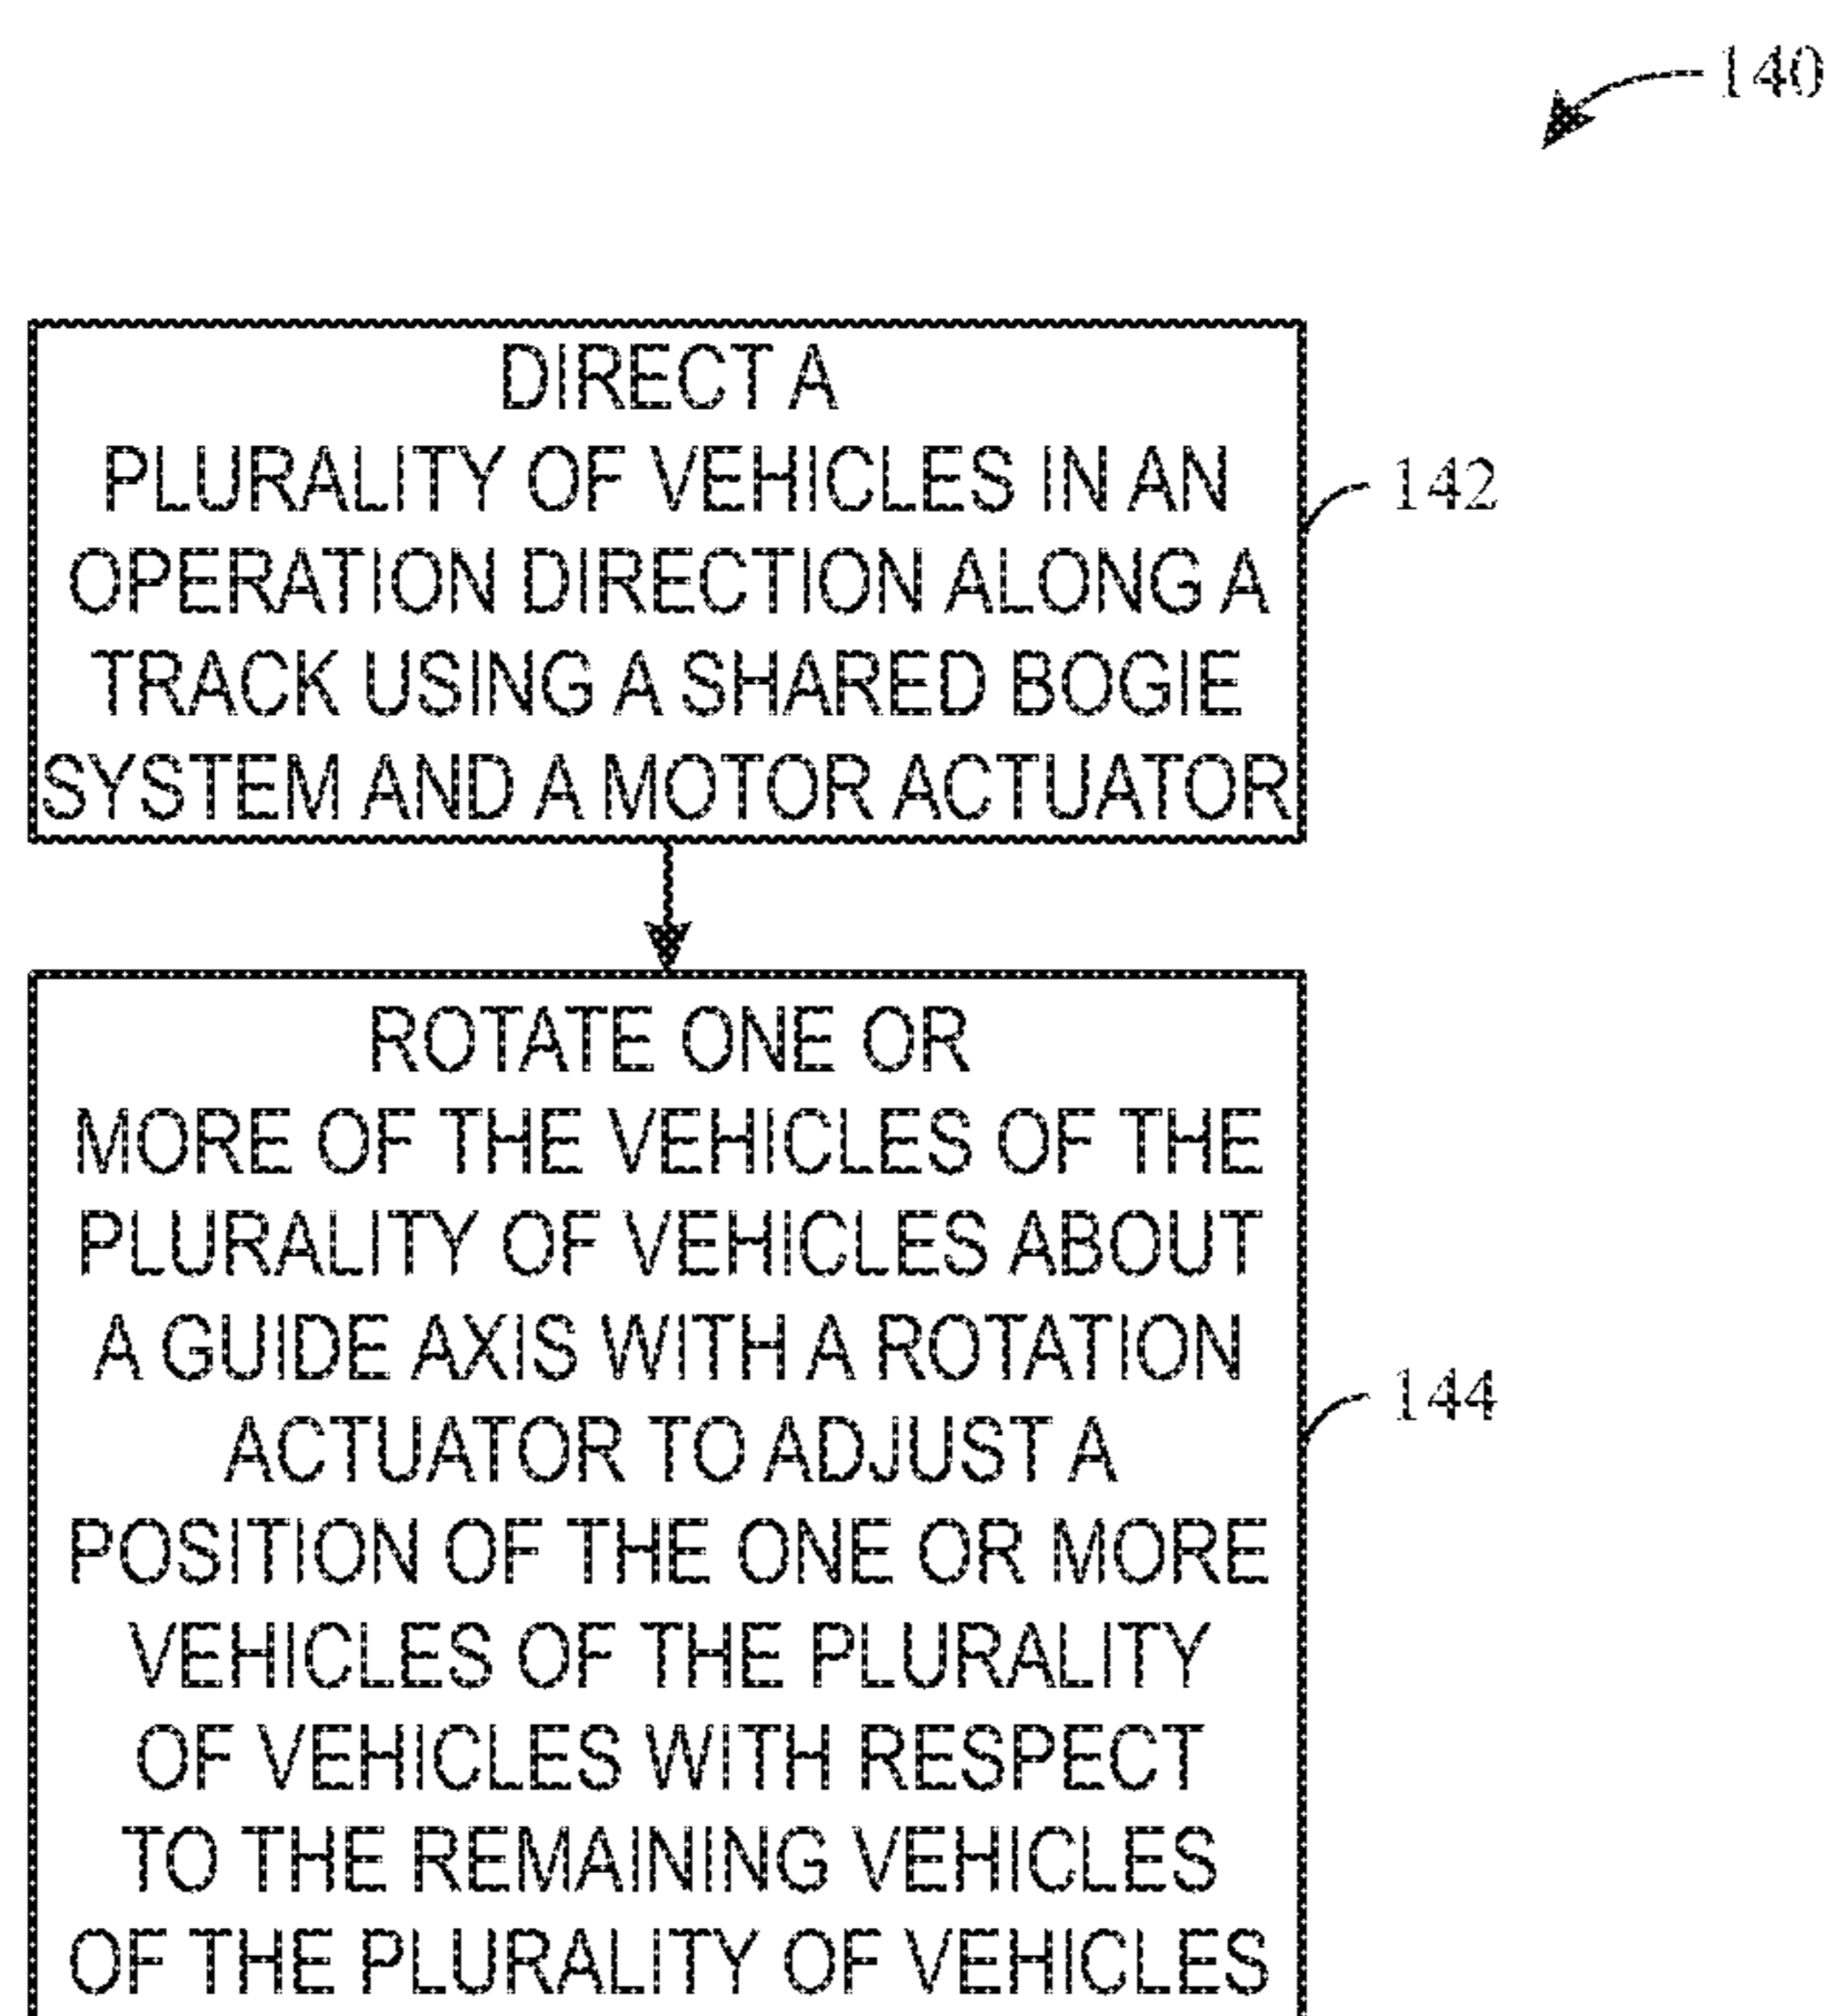 140
DIRECT A
PLURALITY OF VEHICLES IN AN
OPERATION DIRECTION ALONG A
TRACK USING A SHARED BOGIE
SYSTEM AND A MOTOR ACTUATOR
142
ROTATE ONE OR
MORE OF THE VEHICLES OF THE
PLURALITY OF VEHICLES ABOUT
A GUIDE AXIS WITH A ROTATION
ACTUATOR TO ADJUST A
POSITION OF THE ONE OR MORE
VEHICLES OF THE PLURALITY
OF VEHICLES WITH RESPECT
TO THE REMAINING VEHICLES
OF THE PLURALITY OF VEHICLES
144